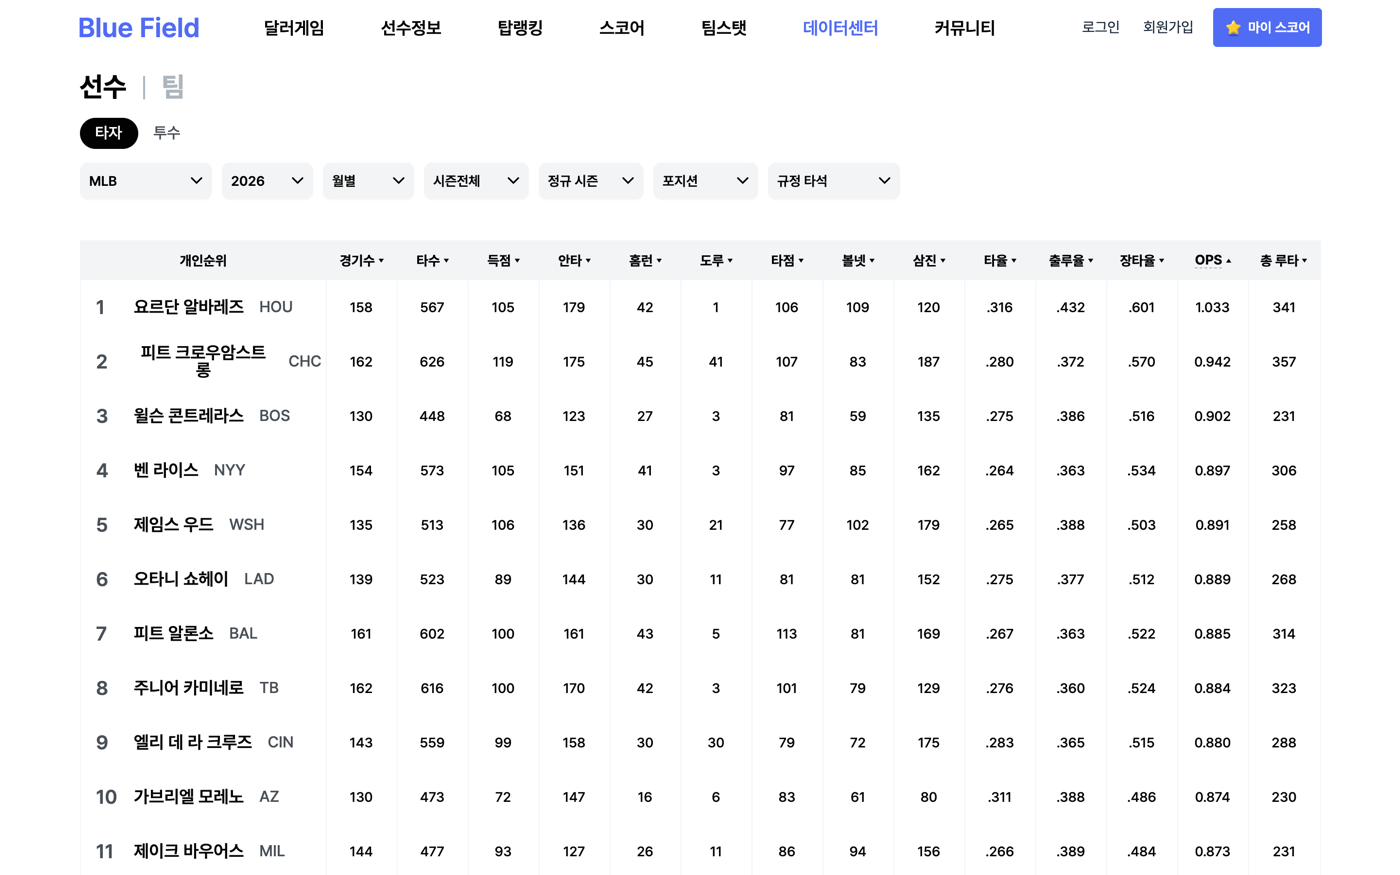 Blue Field 달러게임 선수정보 탑랭킹 스코어 팀스탯 데이터센터 커뮤니티 로그인 회원가입 ⭐ 마이 스코어
선수 | 팀
타자 투수
MLB 2026 월별 시즌전체 정규 시즌 포지션 규정 타석
개인순위 경기수▼ 타수▼ 득점▼ 안타▼ 홈런▼ 도루▼ 타점▼ 볼넷▼ 삼진▼ 타율▼ 출루율▼ 장타율▼ OPS▲ 총 루타▼
1 요르단 알바레즈 HOU 158 567 105 179 42 1 106 109 120 .316 .432 .601 1.033 341
2 피트 크로우암스트
롱 CHC 162 626 119 175 45 41 107 83 187 .280 .372 .570 0.942 357
3 윌슨 콘트레라스 BOS 130 448 68 123 27 3 81 59 135 .275 .386 .516 0.902 231
4 벤 라이스 NYY 154 573 105 151 41 3 97 85 162 .264 .363 .534 0.897 306
5 제임스 우드 WSH 135 513 106 136 30 21 77 102 179 .265 .388 .503 0.891 258
6 오타니 쇼헤이 LAD 139 523 89 144 30 11 81 81 152 .275 .377 .512 0.889 268
7 피트 알론소 BAL 161 602 100 161 43 5 113 81 169 .267 .363 .522 0.885 314
8 주니어 카미네로 TB 162 616 100 170 42 3 101 79 129 .276 .360 .524 0.884 323
9 엘리 데 라 크루즈 CIN 143 559 99 158 30 30 79 72 175 .283 .365 .515 0.880 288
10 가브리엘 모레노 AZ 130 473 72 147 16 6 83 61 80 .311 .388 .486 0.874 230
11 제이크 바우어스 MIL 144 477 93 127 26 11 86 94 156 .266 .389 .484 0.873 231